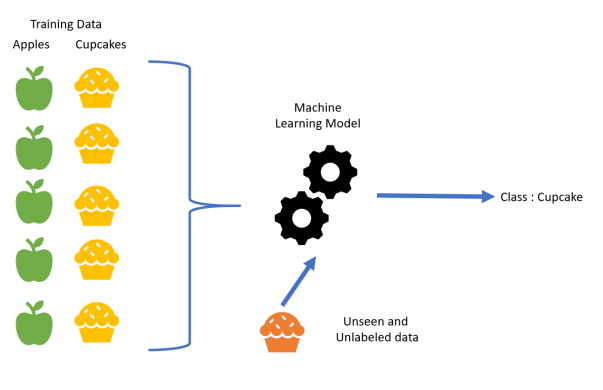 Training Data
Apples Cupcakes
Machine
Learning Model
Class : Cupcake
Unseen and
Unlabeled data